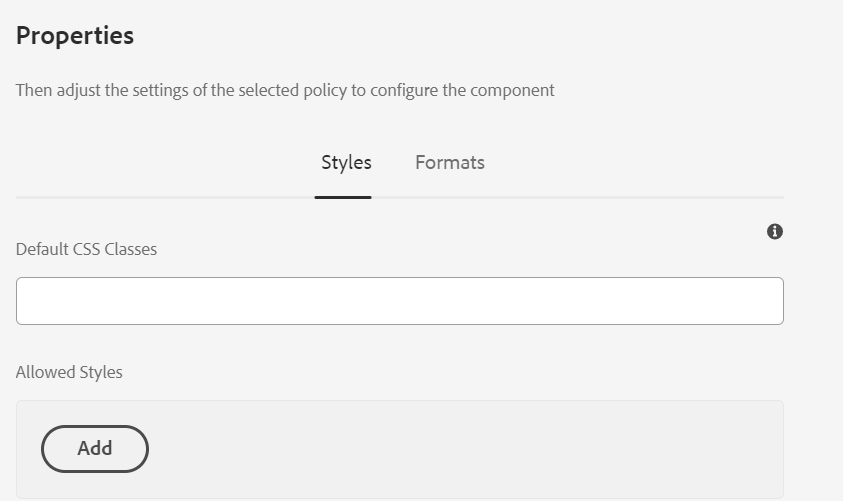 Properties
Then adjust the settings of the selected policy to configure the component
Styles Formats
Default CSS Classes
Allowed Styles
Add